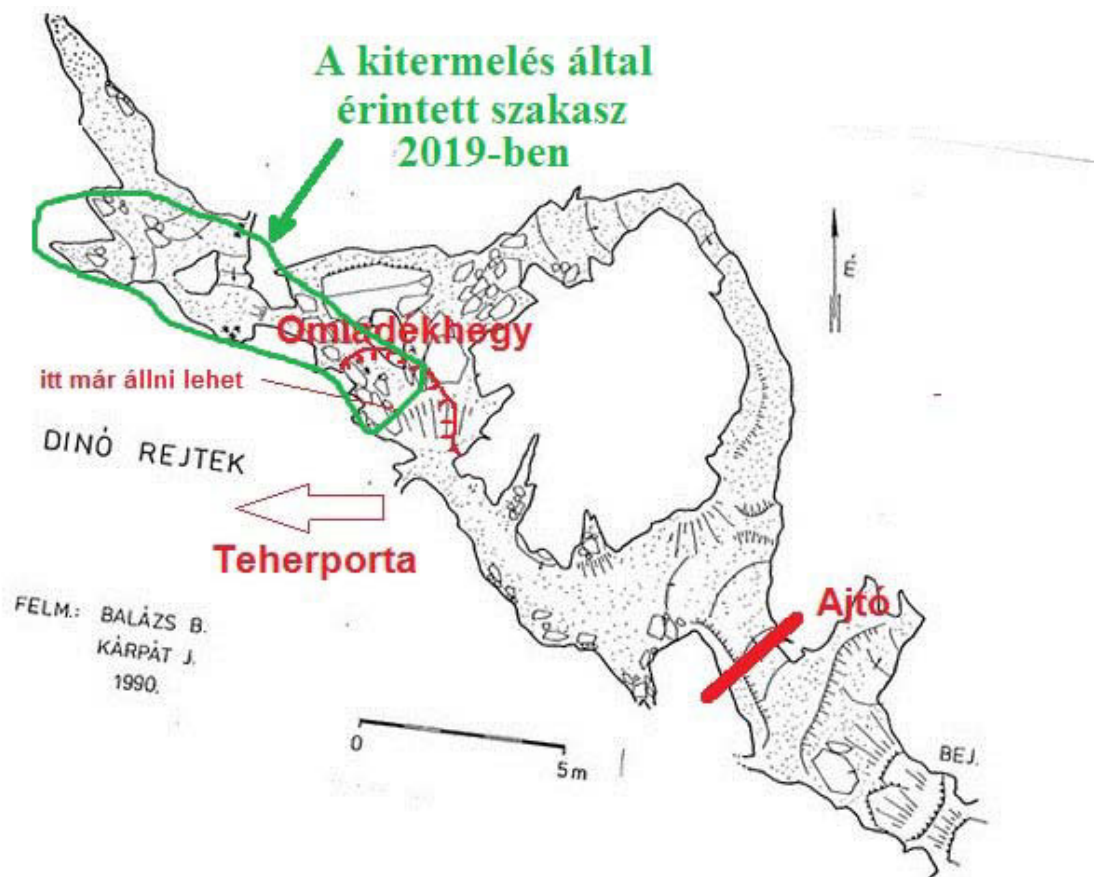 A kitermelés által
érintett szakasz
2019-ben
É.
Omladékhegy
itt már állni lehet
DINÓ REJTEK
Teherporta
Ajtó
FELM.: BALÁZS B.
KÁRPÁT J.
1990.
0
5m
BEJ.